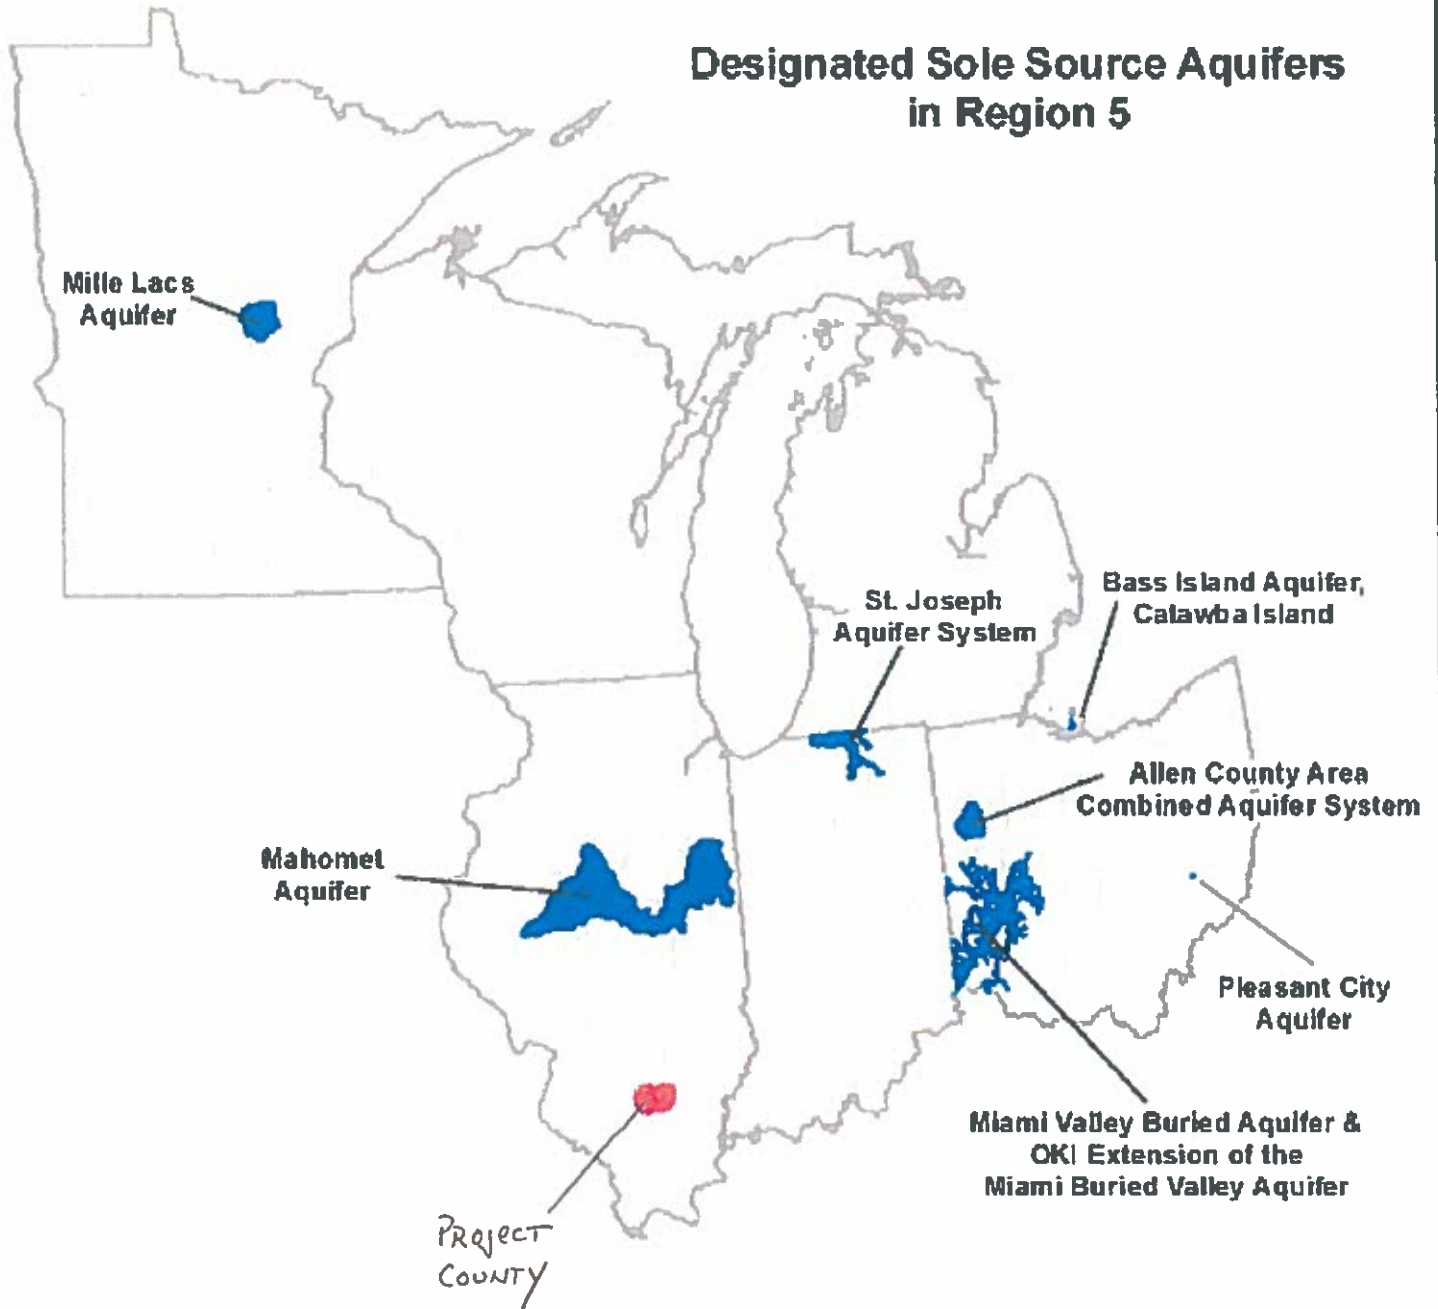 Designated Sole Source Aquifers
in Region 5
Mille Lacs
Aquifer
St. Joseph
Aquifer System
Bass Island Aquifer,
Catawba Island
Allen County Area
Combined Aquifer System
Mahomet
Aquifer
Pleasant City
Aquifer
Miami Valley Buried Aquifer &
OKI Extension of the
Miami Buried Valley Aquifer
PROJECT
COUNTY